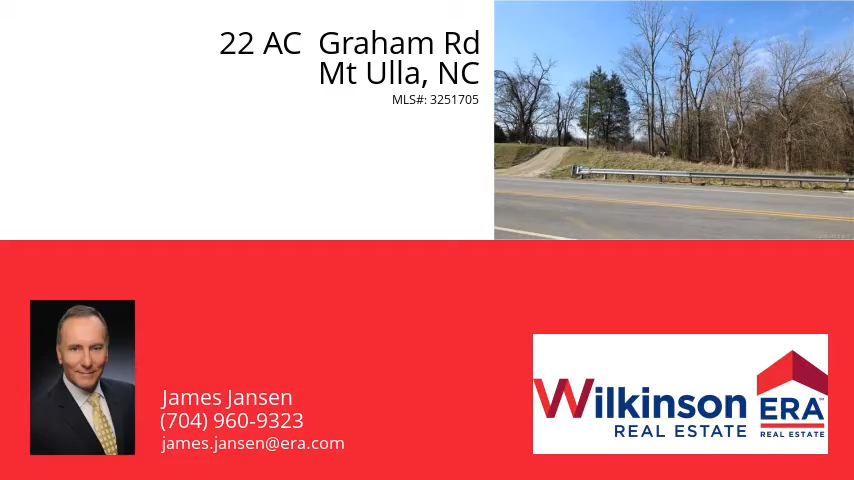 22 AC  Graham Rd
Mt Ulla, NC
MLS#: 3251705
James Jansen
(704) 960-9323
james.jansen@era.com
Wilkinson
REAL ESTATE
ERA
REAL ESTATE